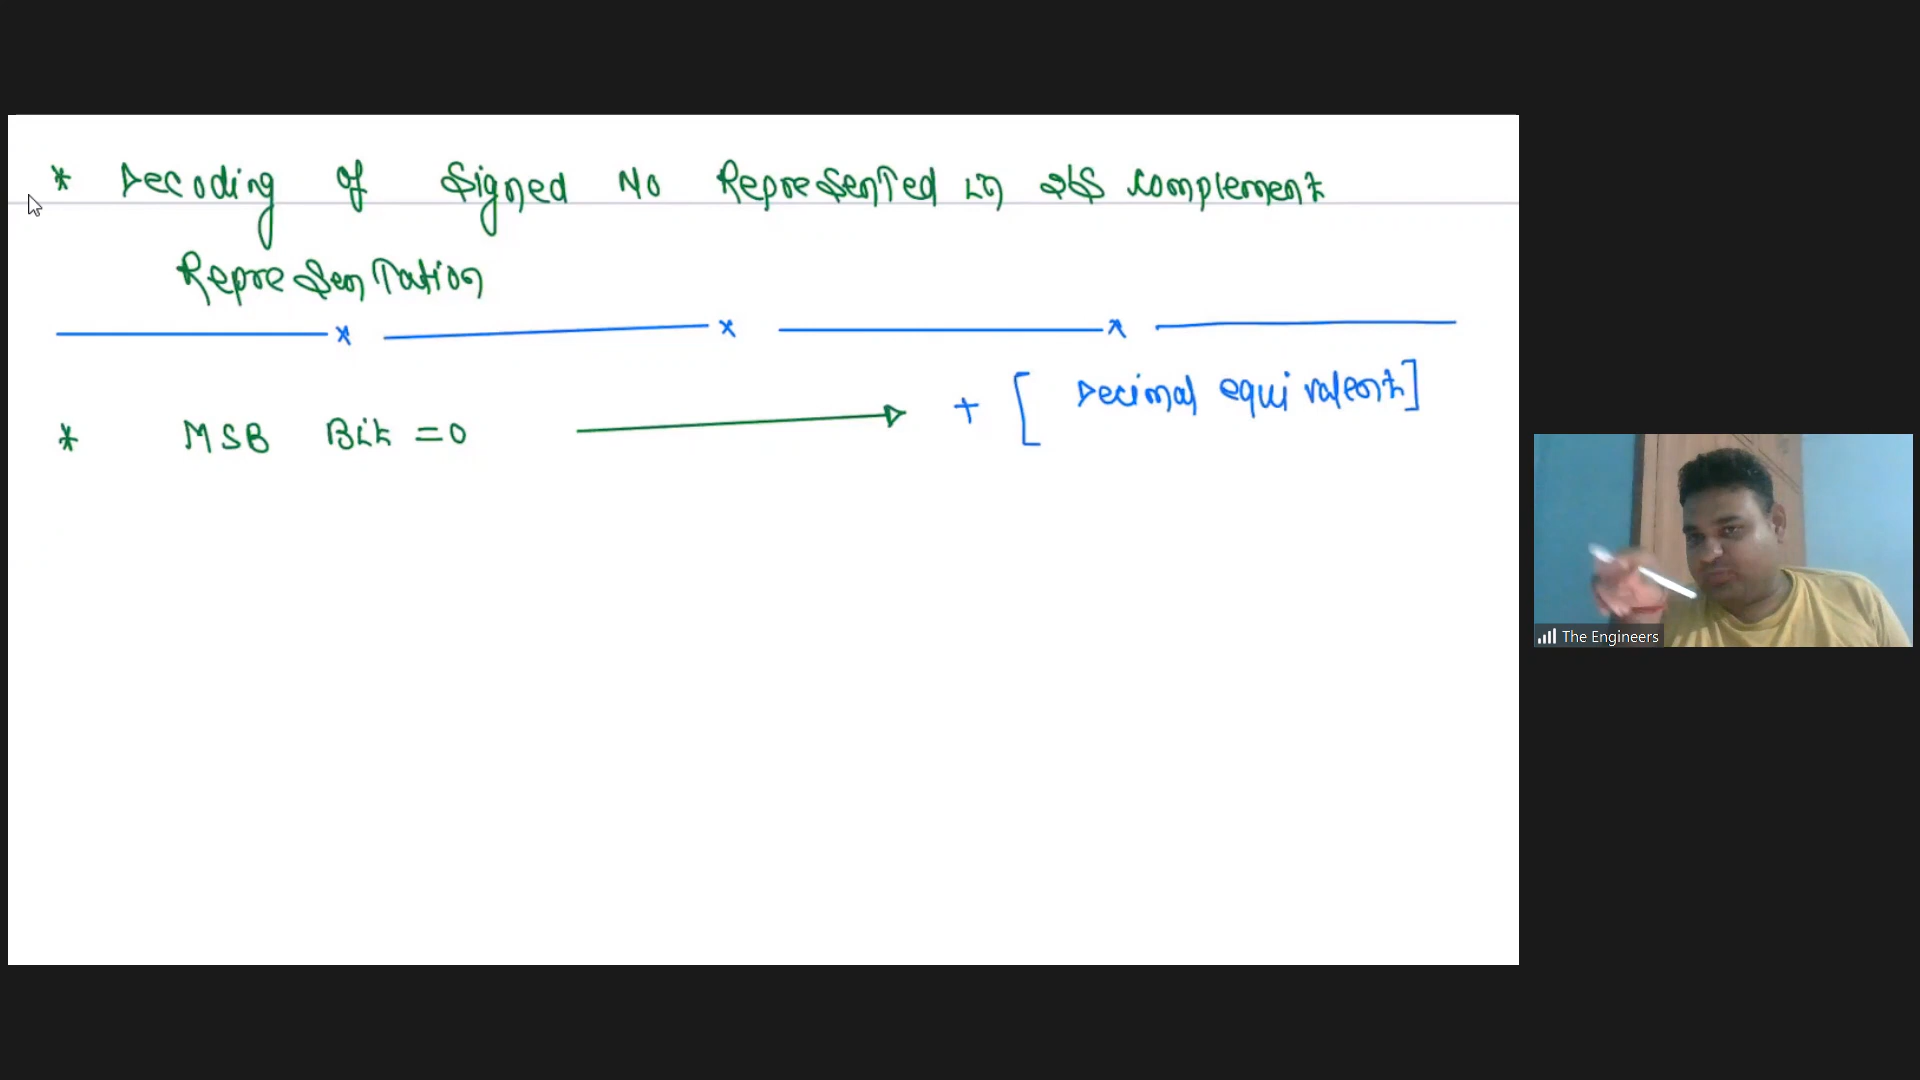 * Decoding of Signed No Represented in 2's complement
Representation
* MSB Bit = 0 → + [ Decimal equivalent ]
The Engineers